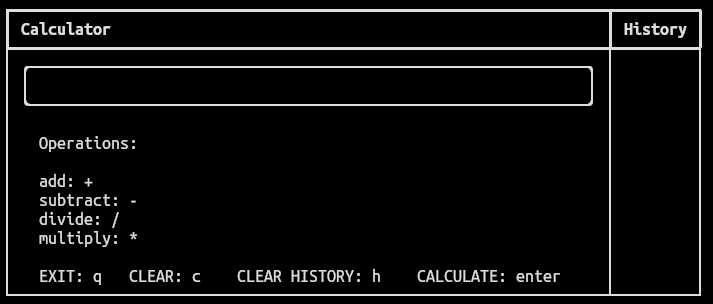 Calculator
History
Operations:
add: +
subtract: -
divide: /
multiply: *
EXIT: q CLEAR: c CLEAR HISTORY: h CALCULATE: enter